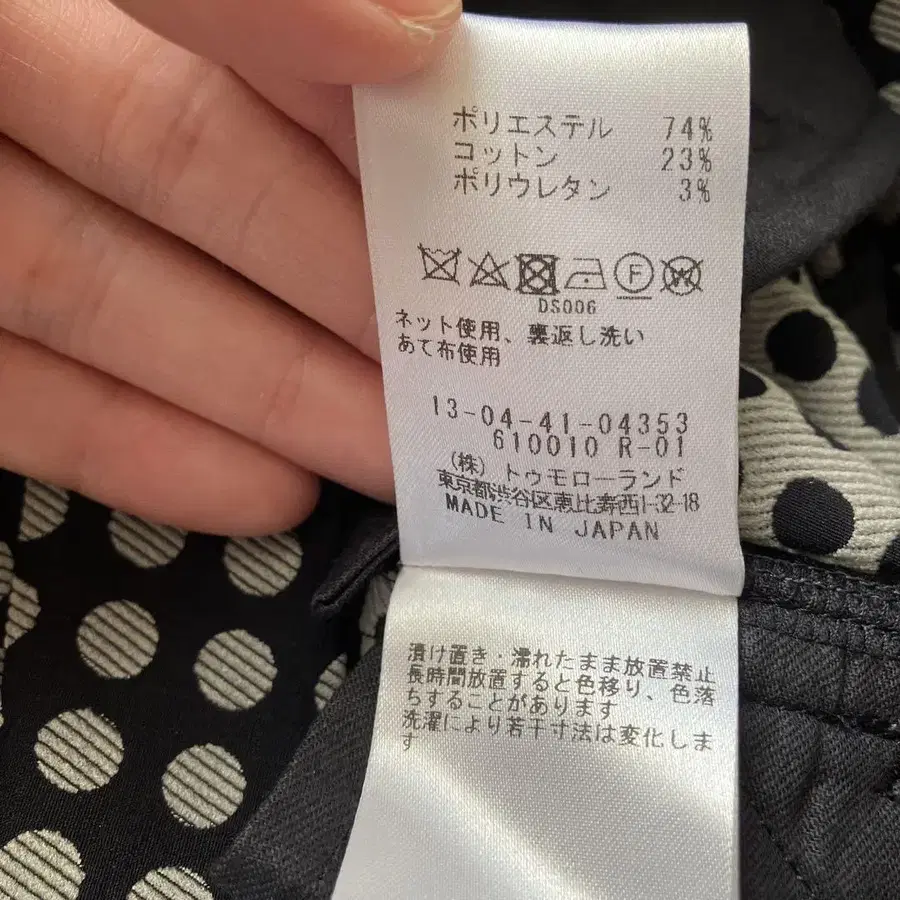 ポリエステル 74%
コットン 23%
ポリウレタン 3%
F
W
DS006
ネット使用、裏返し洗い
あて布使用
13-04-41-04353
610010 R-01
(株) トゥモローランド
東京都渋谷区恵比寿西1-32-18
MADE IN JAPAN
漬け置き・濡れたまま放置禁止
長時間放置すると色移り、色落
ちすることがあります
洗濯により若干寸法は変化しま
す